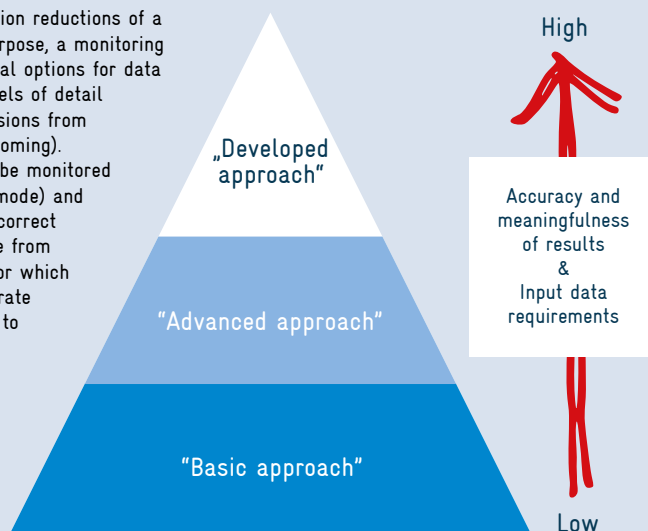 ion reductions of a
rpose, a monitoring
al options for data
els of detail
sions from
oming).
be monitored
mode) and
correct
e from
or which
rate
to
„Developed
approach“
"Advanced approach"
"Basic approach"
High
Accuracy and
meaningfulness
of results
&
Input data
requirements
Low